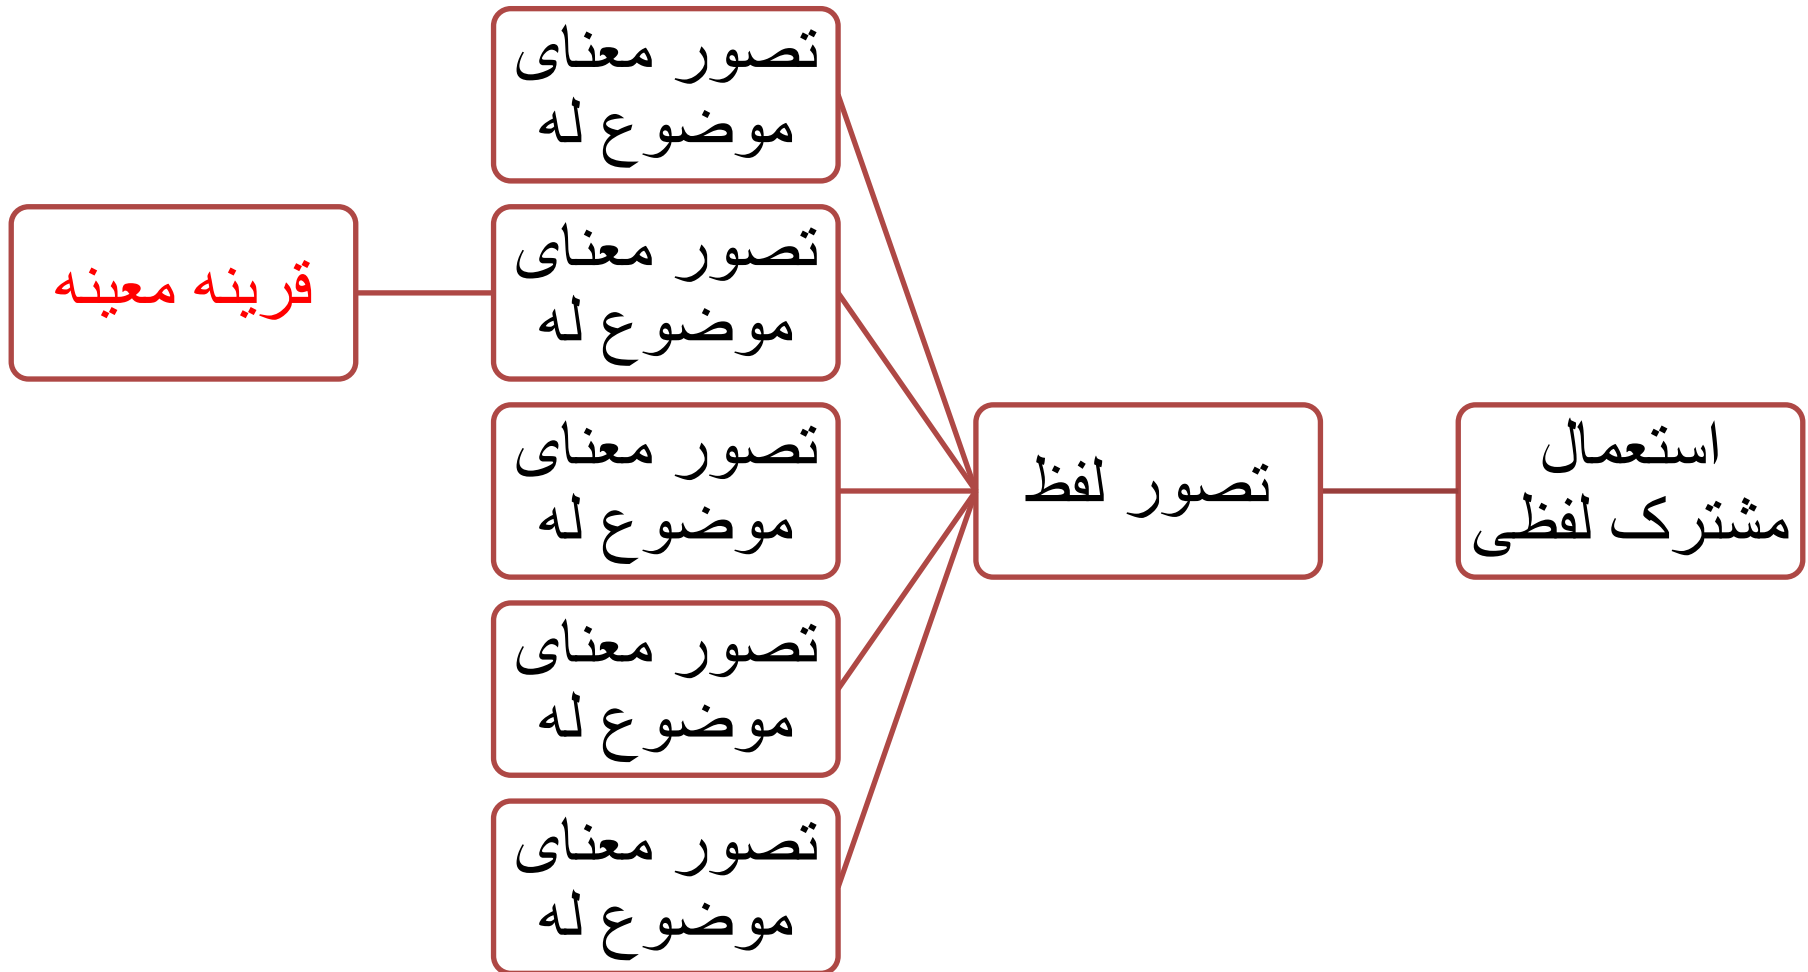 استعمال
مشترک لفظی
تصور لفظ
تصور معنای
موضوع له
تصور معنای
موضوع له
تصور معنای
موضوع له
تصور معنای
موضوع له
تصور معنای
موضوع له
قرینه معینه